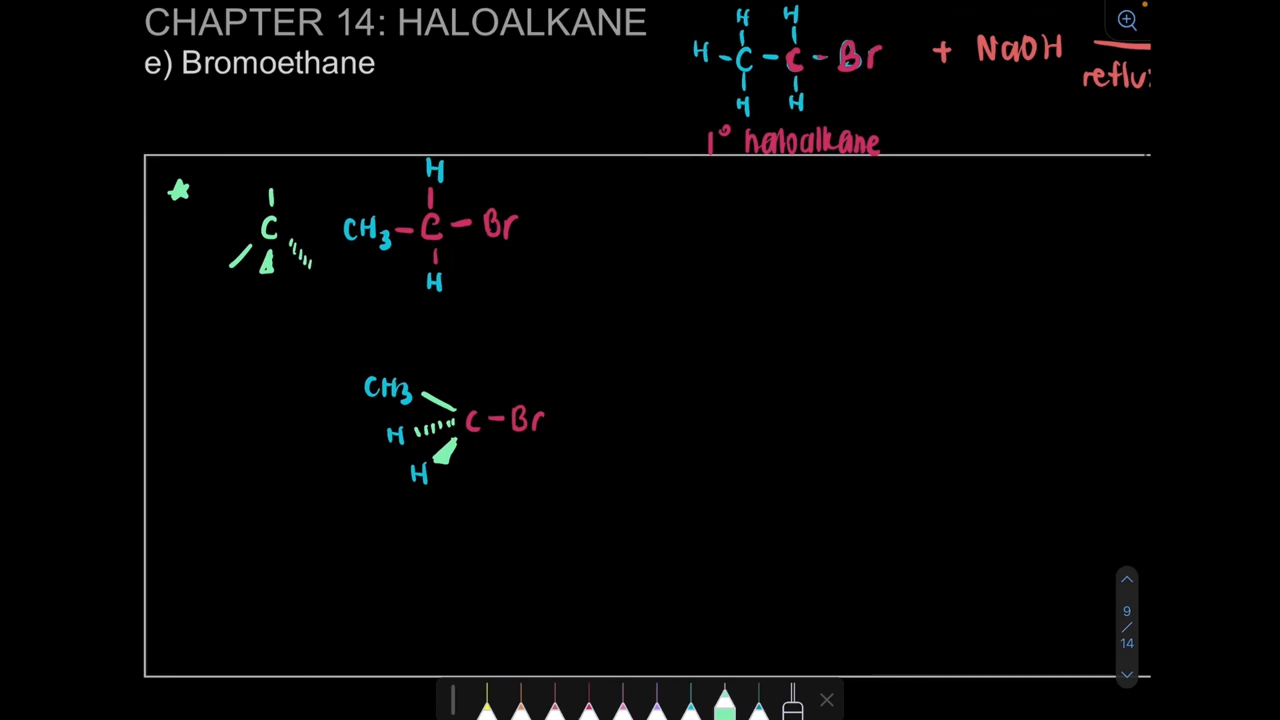 CHAPTER 14: HALOALKANE
e) Bromoethane
H H
H - C - C - Br + NaOH
H H
reflu
1° haloalkane
H
C CH3 - C - Br
H
CH3
H C - Br
H
9
/
14